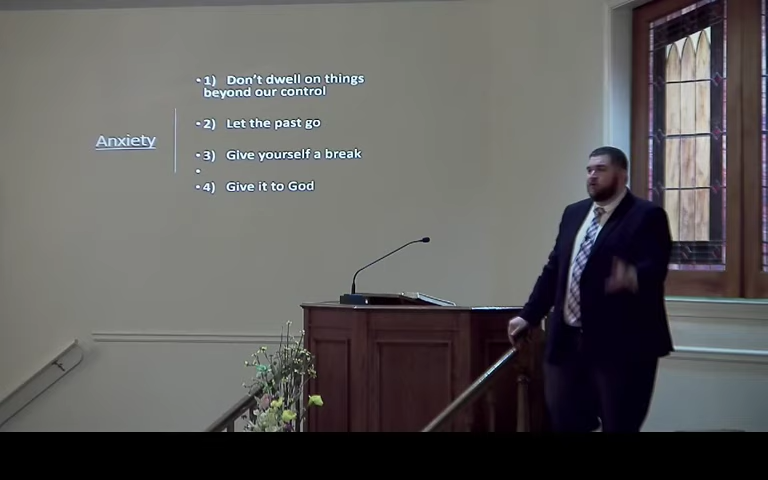 Anxiety
• 1) Don't dwell on things
beyond our control
• 2) Let the past go
• 3) Give yourself a break
•
• 4) Give it to God